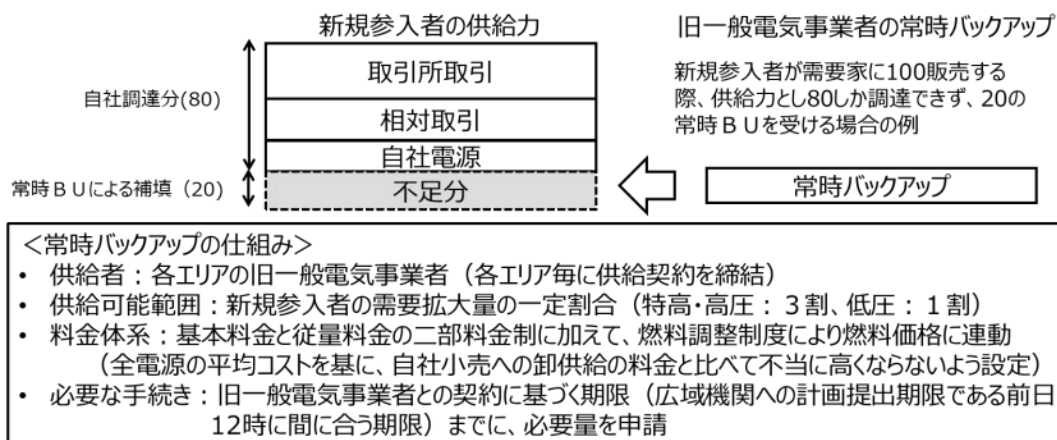 新規参入者の供給力
旧一般電気事業者の常時バックアップ
自社調達分(80)
取引所取引
相対取引
自社電源
新規参入者が需要家に100販売する
際、供給力とし80しか調達できず、20の
常時ＢＵを受ける場合の例
常時ＢＵによる補填（20）
不足分
常時バックアップ
＜常時バックアップの仕組み＞
• 供給者：各エリアの旧一般電気事業者（各エリア毎に供給契約を締結）
• 供給可能範囲：新規参入者の需要拡大量の一定割合（特高・高圧：３割、低圧：１割）
• 料金体系：基本料金と従量料金の二部料金制に加えて、燃料調整制度により燃料価格に連動
（全電源の平均コストを基に、自社小売への卸供給の料金と比べて不当に高くならないよう設定）
• 必要な手続き：旧一般電気事業者との契約に基づく期限（広域機関への計画提出期限である前日
12時に間に合う期限）までに、必要量を申請